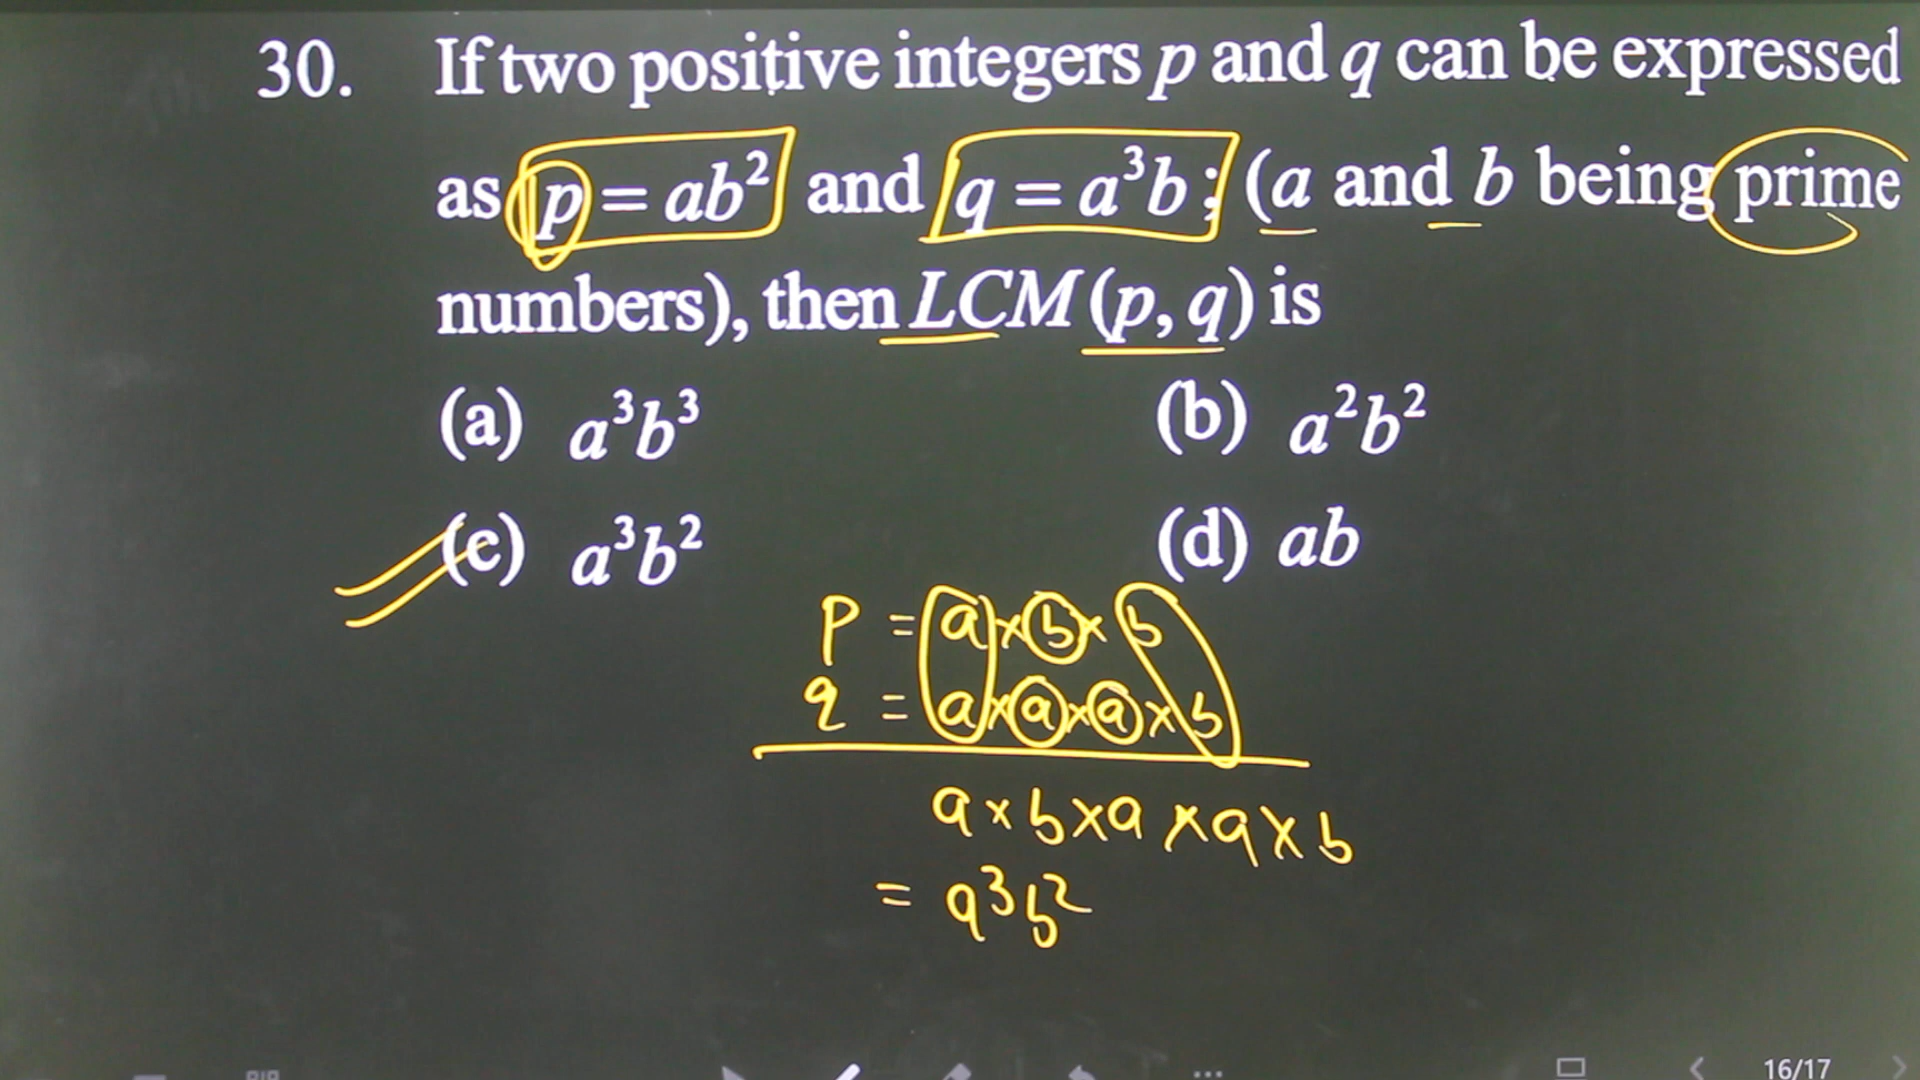 30. If two positive integers p and q can be expressed
as p = ab² and q = a³b ; (a and b being prime
numbers), then LCM (p, q) is
(a) a³b³ (b) a²b²
(c) a³b² (d) ab
p = a × b × b
q = a × a × a × b
a × b × a × a × b
= a³b²
16/17